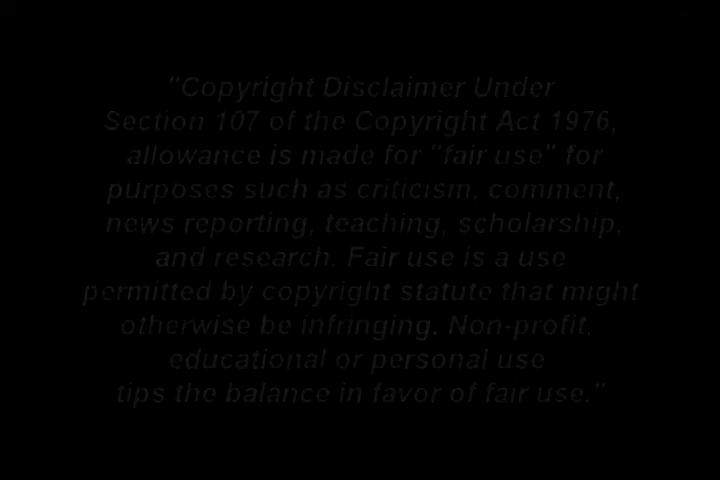 "Copyright Disclaimer Under
Section 107 of the Copyright Act 1976,
allowance is made for "fair use" for
purposes such as criticism, comment,
news reporting, teaching, scholarship,
and research. Fair use is a use
permitted by copyright statute that might
otherwise be infringing. Non-profit,
educational or personal use
tips the balance in favor of fair use."